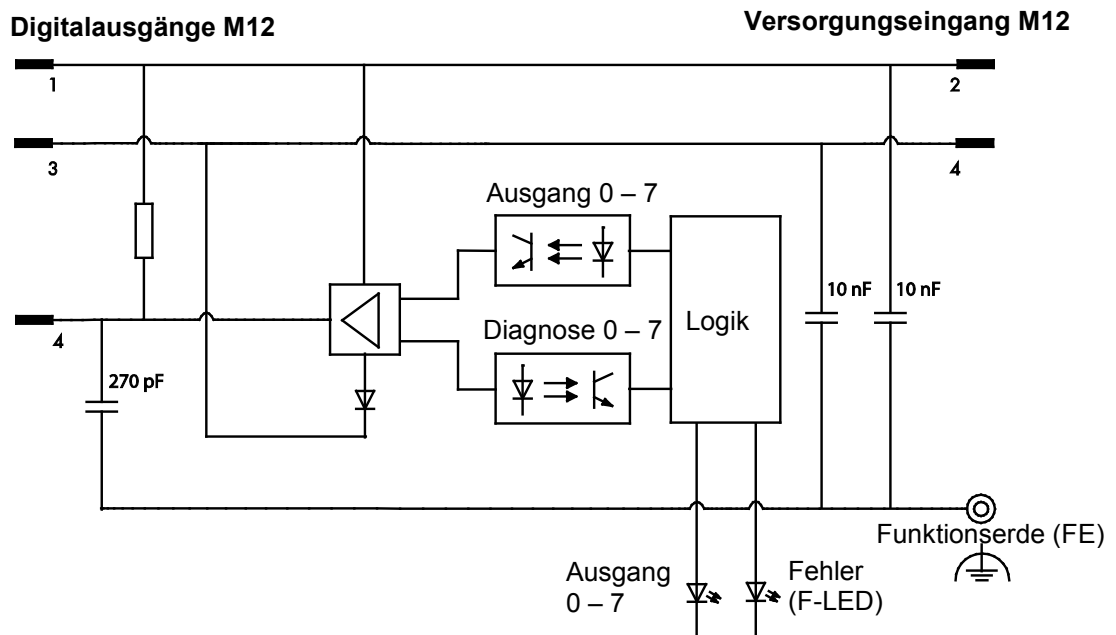 Digitalausgänge M12
Versorgungseingang M12
1
2
3
4
Ausgang 0 – 7
10 nF
10 nF
Logik
4
Diagnose 0 – 7
270 pF
Funktionserde (FE)
Ausgang
0 – 7
Fehler
(F-LED)